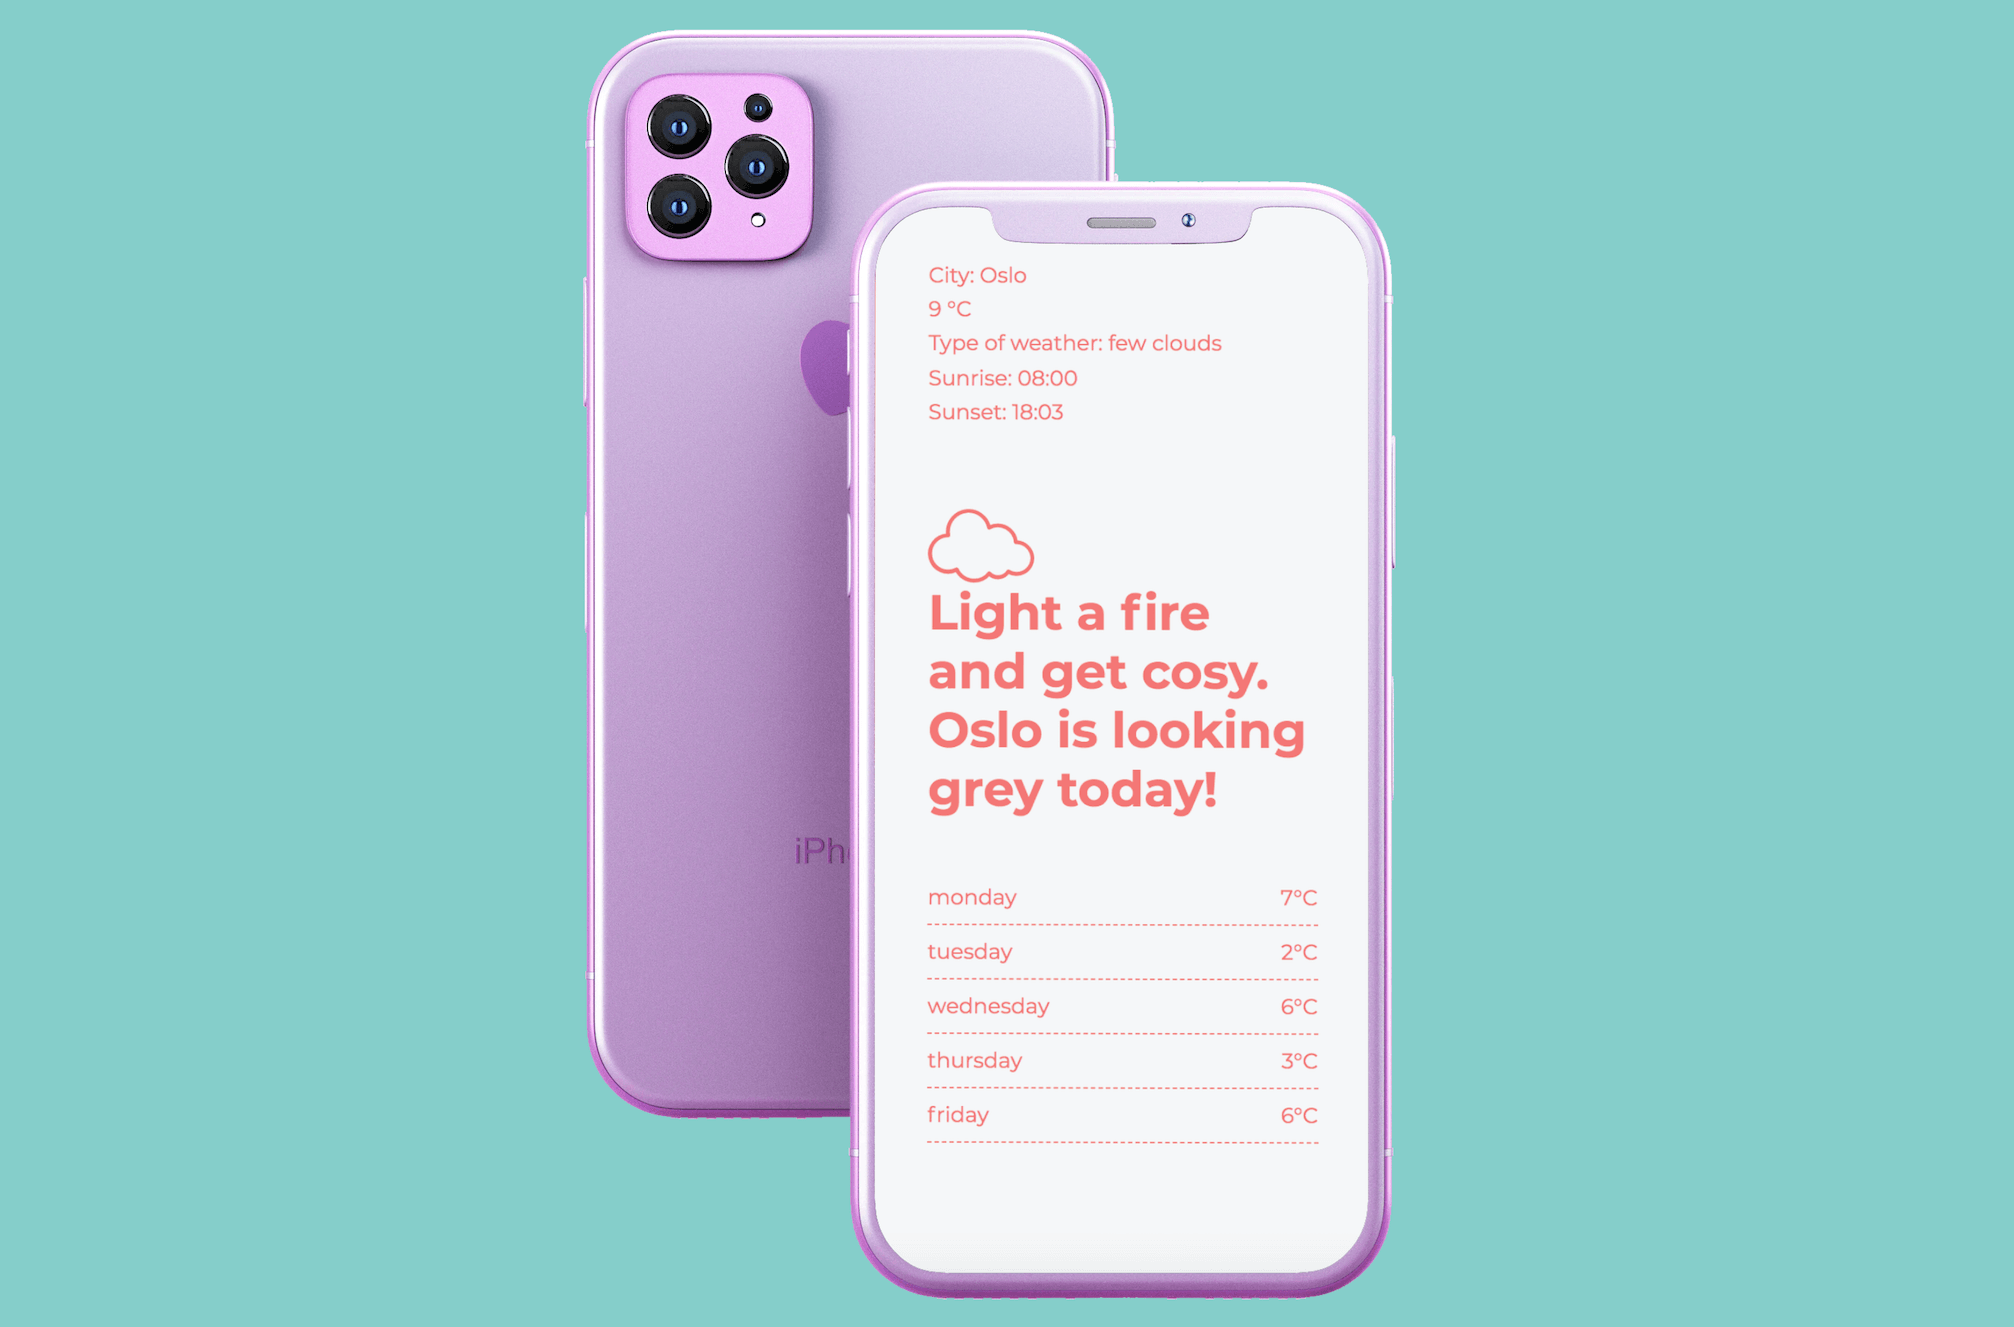 City: Oslo
9 °C
Type of weather: few clouds
Sunrise: 08:00
Sunset: 18:03
Light a fire
and get cosy.
Oslo is looking
grey today!
monday 7°C
tuesday 2°C
wednesday 6°C
thursday 3°C
friday 6°C